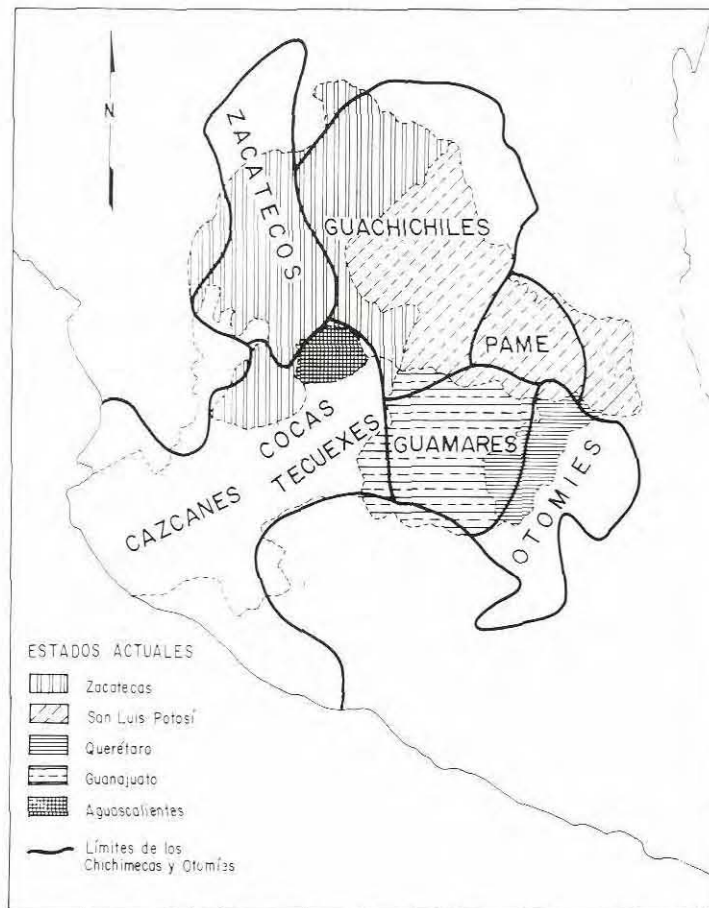 N
ZACATECOS
GUACHICHILES
PAME
COCAS
TECUEXES
GUAMARES
CAZCANES
OTOMIES
ESTADOS ACTUALES
Zacatecas
San Luis Potosí
Querétaro
Guanajuato
Aguascalientes
Límites de los
Chichimecas y Otomíes